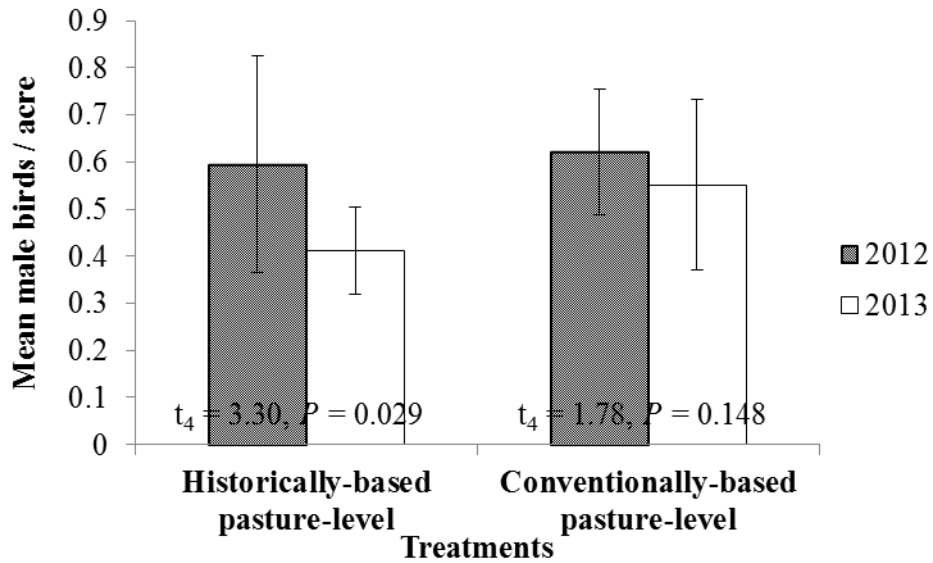 Mean male birds / acre
0.9
0.8
0.7
0.6
0.5
0.4
0.3
0.2
0.1
0
t₄ = 3.30, P = 0.029
t₄ = 1.78, P = 0.148
2012
2013
Historically-based
pasture-level
Conventionally-based
pasture-level
Treatments